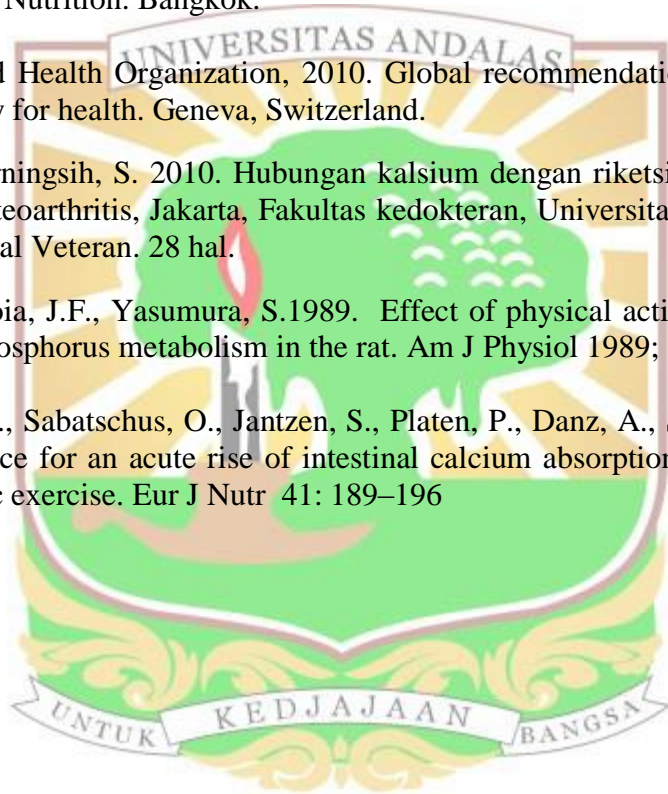 Nutrition. Bangkok.
UNIVERSITAS ANDALAS
d Health Organization, 2010. Global recommendation
y for health. Geneva, Switzerland.
rningsih, S. 2010. Hubungan kalsium dengan riketsi
teoarthritis, Jakarta, Fakultas kedokteran, Universita
al Veteran. 28 hal.
bia, J.F., Yasumura, S.1989. Effect of physical acti
osphorus metabolism in the rat. Am J Physiol 1989;
., Sabatschus, O., Jantzen, S., Platen, P., Danz, A.,
ce for an acute rise of intestinal calcium absorption
c exercise. Eur J Nutr 41: 189–196
UNTUK KEDJAJAAN BANGSA